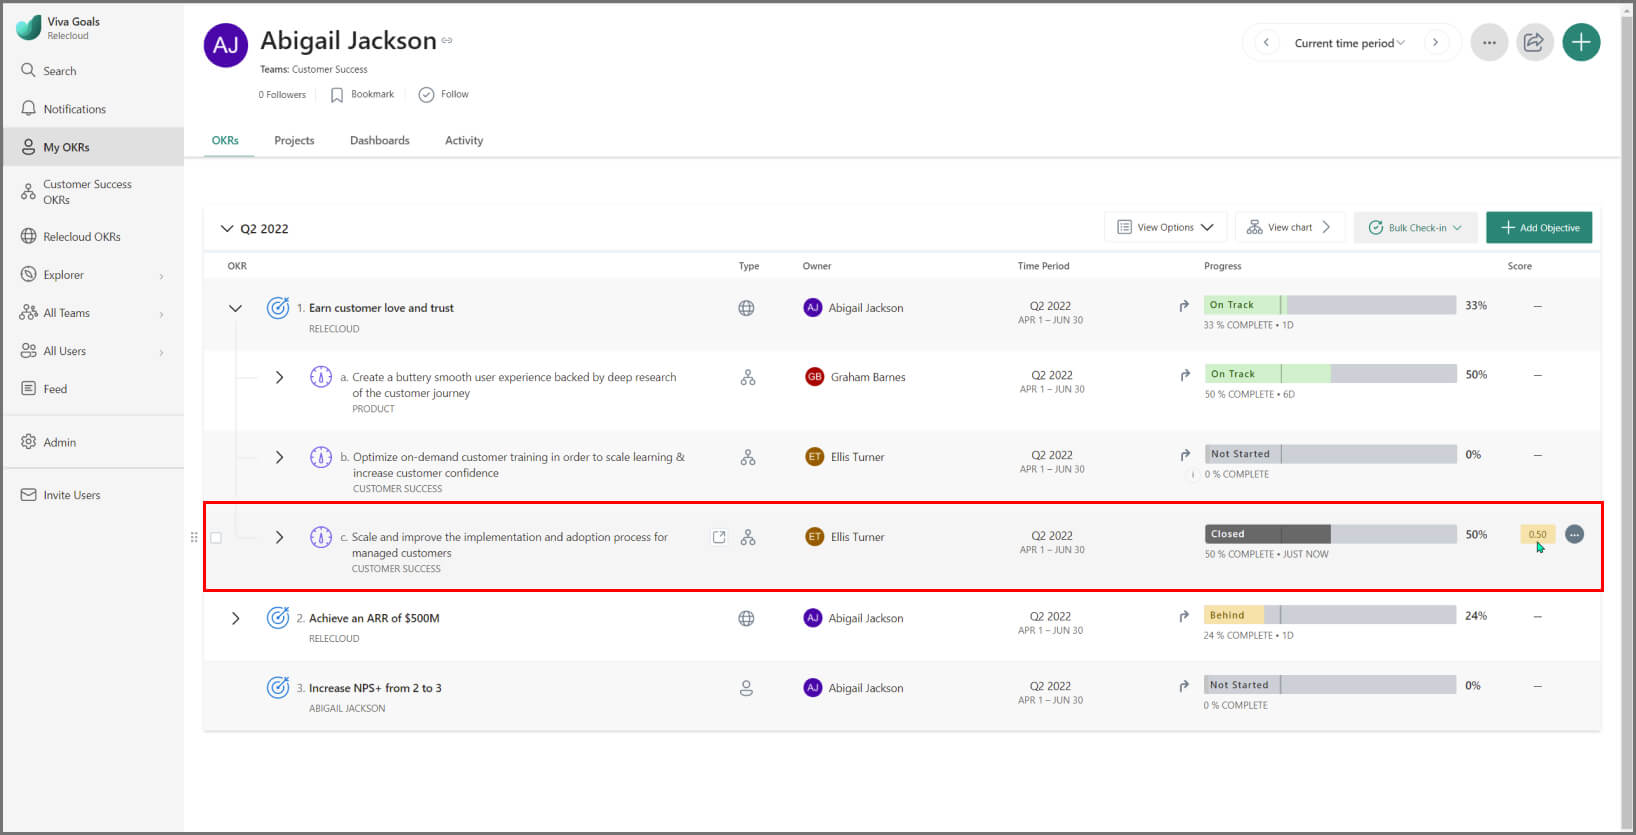 Viva Goals
Relecloud
Search
Notifications
My OKRs
Customer Success
OKRs
Relecloud OKRs
Explorer
All Teams
All Users
Feed
Admin
Invite Users
AJ
Abigail Jackson
Teams: Customer Success
0 Followers
Bookmark
Follow
Current time period
OKRs
Projects
Dashboards
Activity
Q2 2022
View Options
View chart
Bulk Check-in
Add Objective
OKR
Type
Owner
Time Period
Progress
Score
1. Earn customer love and trust
RELECLOUD
AJ Abigail Jackson
Q2 2022
APR 1 – JUN 30
On Track
33%
33 % COMPLETE • 1D
—
a. Create a buttery smooth user experience backed by deep research
of the customer journey
PRODUCT
GB Graham Barnes
Q2 2022
APR 1 – JUN 30
On Track
50%
50 % COMPLETE • 6D
—
b. Optimize on-demand customer training in order to scale learning &
increase customer confidence
CUSTOMER SUCCESS
ET Ellis Turner
Q2 2022
APR 1 – JUN 30
Not Started
0%
0 % COMPLETE
—
c. Scale and improve the implementation and adoption process for
managed customers
CUSTOMER SUCCESS
ET Ellis Turner
Q2 2022
APR 1 – JUN 30
Closed
50%
50 % COMPLETE • JUST NOW
0.50
2. Achieve an ARR of $500M
RELECLOUD
AJ Abigail Jackson
Q2 2022
APR 1 – JUN 30
Behind
24%
24 % COMPLETE • 1D
—
3. Increase NPS+ from 2 to 3
ABIGAIL JACKSON
AJ Abigail Jackson
Q2 2022
APR 1 – JUN 30
Not Started
0%
0 % COMPLETE
—